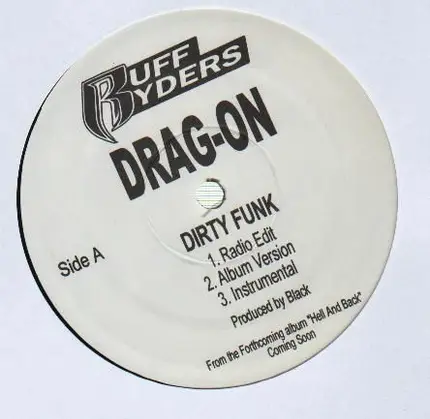 RUFF
RYDERS
DRAG-ON
DIRTY FUNK
Side A
1. Radio Edit
2. Album Version
3. Instrumental
Produced by Black
From the Forthcoming album "Hell And Back"
Coming Soon